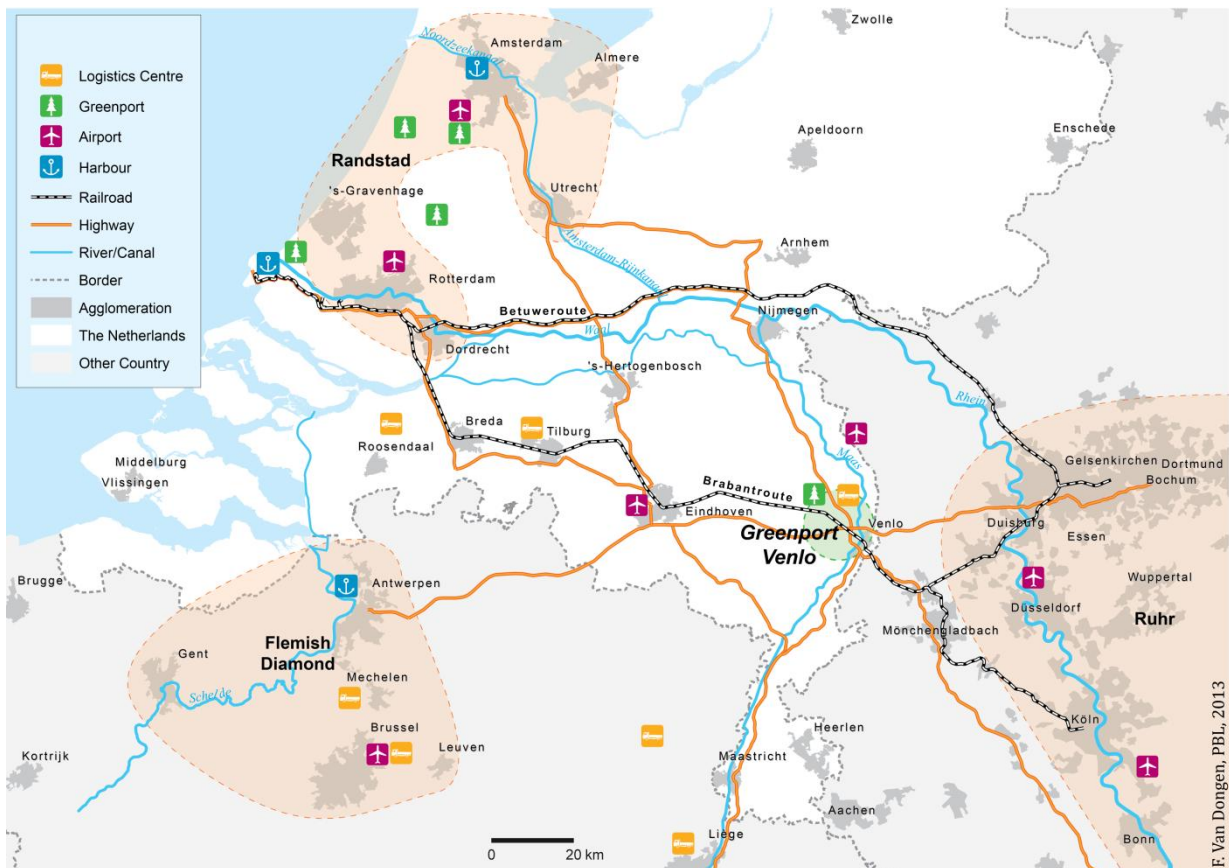 Logistics Centre
Greenport
Airport
Harbour
Railroad
Highway
River/Canal
Border
Agglomeration
The Netherlands
Other Country
Zwolle
Noordzeekanaal
Amsterdam
Almere
Apeldoorn
Enschede
Randstad
's-Gravenhage
Utrecht
Amsterdam-Rijnkanaal
Arnhem
Rotterdam
Betuweroute
Waal
Nijmegen
Dordrecht
's-Hertogenbosch
Rhein
Breda
Tilburg
Roosendaal
Maas
Middelburg
Vlissingen
Gelsenkirchen
Dortmund
Bochum
Brabantroute
Eindhoven
Venlo
Duisburg
Essen
Greenport
Venlo
Brugge
Antwerpen
Wuppertal
Düsseldorf
Ruhr
Mönchengladbach
Flemish
Diamond
Gent
Schelde
Mechelen
Brussel
Leuven
Köln
Kortrijk
Heerlen
Maastricht
Aachen
Liège
Bonn
0 20 km
F Van Dongen, PBL, 2013